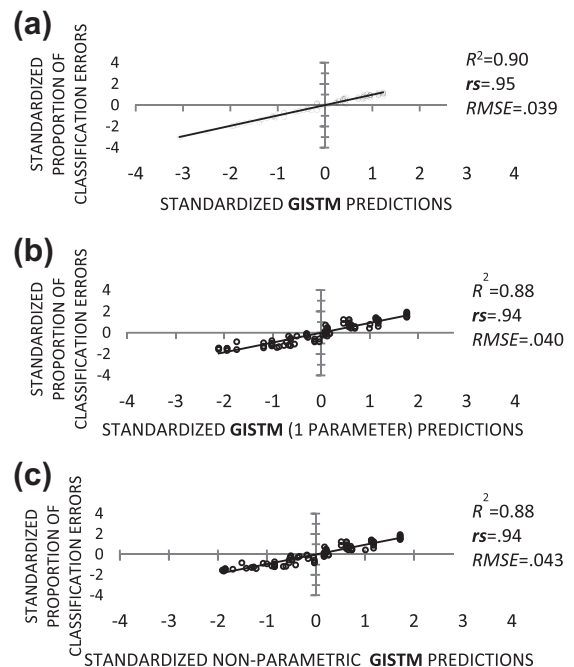 (a)
STANDARDIZED
PROPORTION OF
CLASSIFICATION ERRORS
4
2
0
-2
-4
-4 -3 -2 -1 0 1 2 3 4
STANDARDIZED GISTM PREDICTIONS
R²=0.90
rs=.95
RMSE=.039
(b)
STANDARDIZED
PROPORTION OF
CLASSIFICATION ERRORS
4
2
0
-2
-4
-4 -3 -2 -1 0 1 2 3 4
STANDARDIZED GISTM (1 PARAMETER) PREDICTIONS
R²=0.88
rs=.94
RMSE=.040
(c)
STANDARDIZED
PROPORTION OF
CLASSIFICATION ERRORS
4
2
0
-2
-4
-4 -3 -2 -1 0 1 2 3 4
STANDARDIZED NON-PARAMETRIC GISTM PREDICTIONS
R²=0.88
rs=.94
RMSE=.043